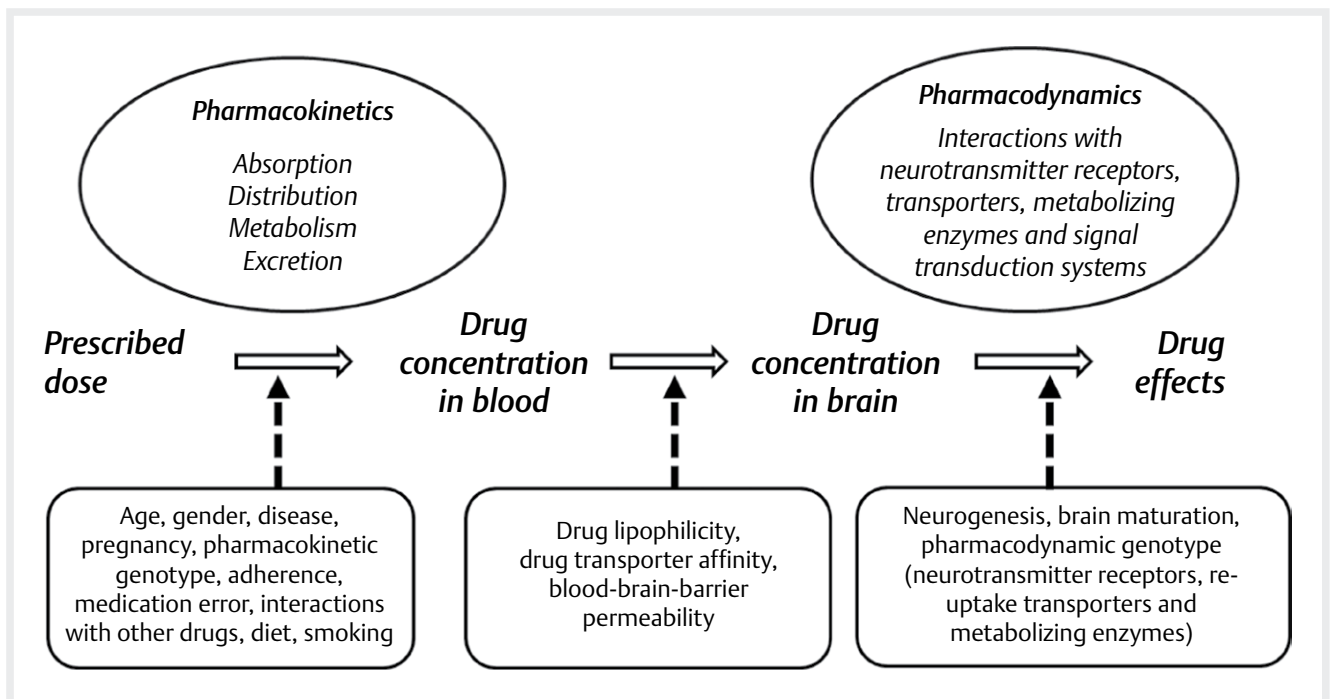 Pharmacokinetics
Absorption
Distribution
Metabolism
Excretion
Pharmacodynamics
Interactions with
neurotransmitter receptors,
transporters, metabolizing
enzymes and signal
transduction systems
Prescribed
dose
Drug
concentration
in blood
Drug
concentration
in brain
Drug
effects
Age, gender, disease,
pregnancy, pharmacokinetic
genotype, adherence,
medication error, interactions
with other drugs, diet, smoking
Drug lipophilicity,
drug transporter affinity,
blood-brain-barrier
permeability
Neurogenesis, brain maturation,
pharmacodynamic genotype
(neurotransmitter receptors, re-
uptake transporters and
metabolizing enzymes)